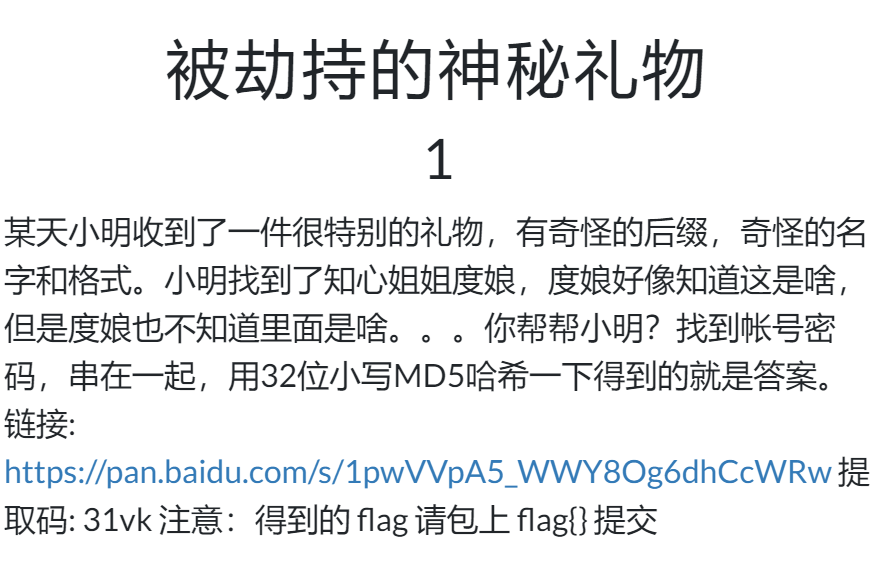 被劫持的神秘礼物
1
某天小明收到了一件很特别的礼物，有奇怪的后缀，奇怪的名
字和格式。小明找到了知心姐姐度娘，度娘好像知道这是啥，
但是度娘也不知道里面是啥。。。你帮帮小明？找到帐号密
码，串在一起，用32位小写MD5哈希一下得到的就是答案。
链接:
https://pan.baidu.com/s/1pwVVpA5_WWY8Og6dhCcWRw 提
取码: 31vk 注意：得到的 flag 请包上 flag{} 提交